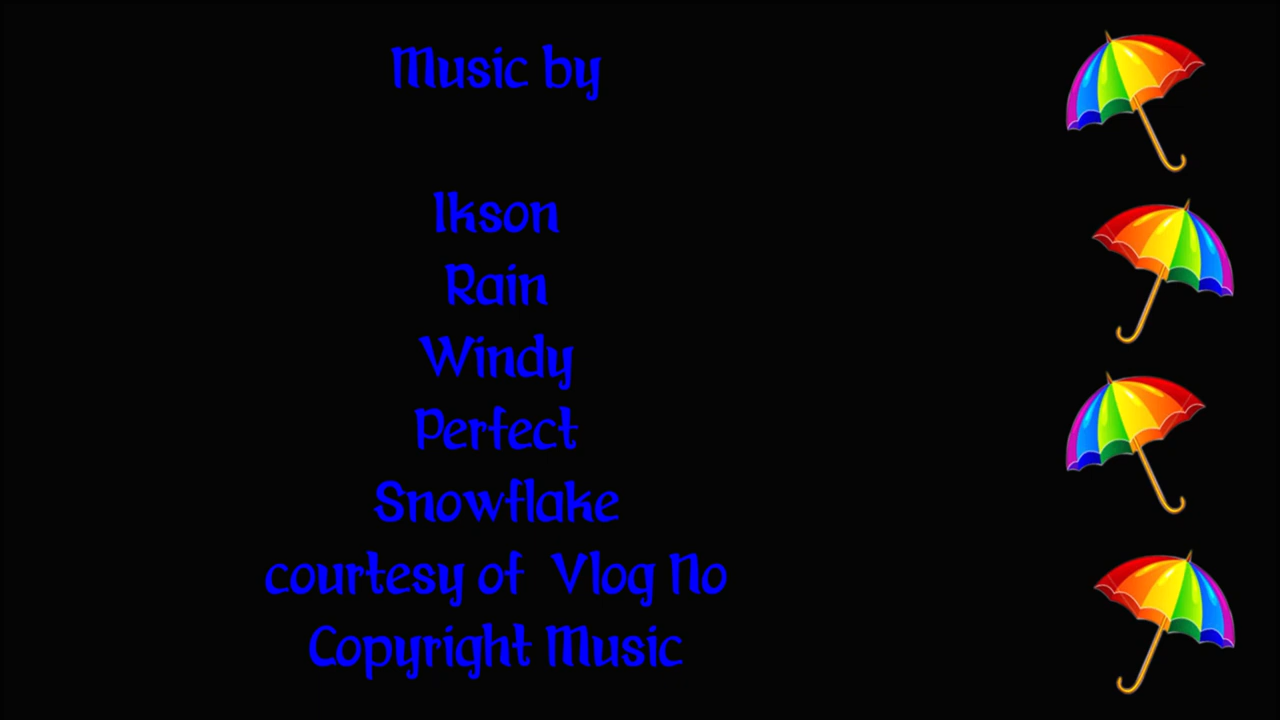 Music by
Ikson
Rain
Windy
Perfect
Snowflake
courtesy of Vlog No
Copyright Music